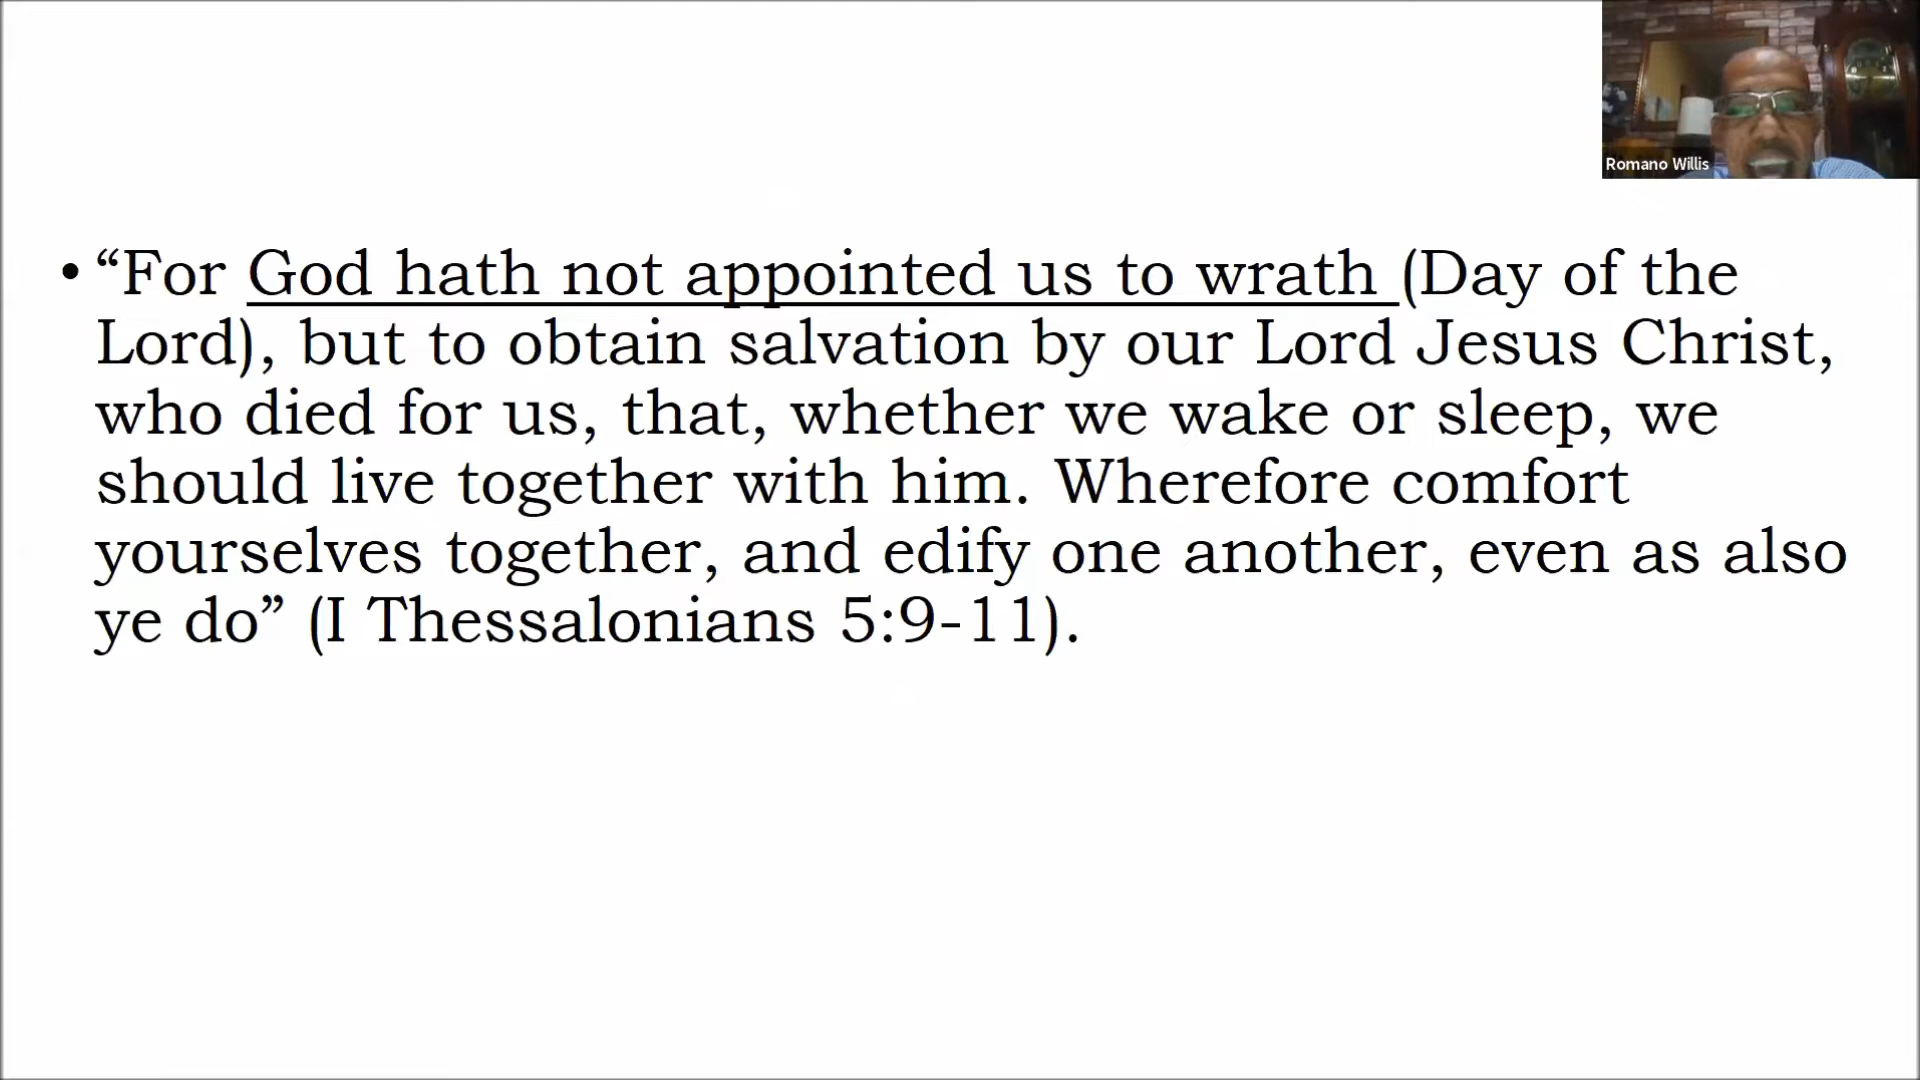 Romano Willis
• “For God hath not appointed us to wrath (Day of the
Lord), but to obtain salvation by our Lord Jesus Christ,
who died for us, that, whether we wake or sleep, we
should live together with him. Wherefore comfort
yourselves together, and edify one another, even as also
ye do” (I Thessalonians 5:9-11).